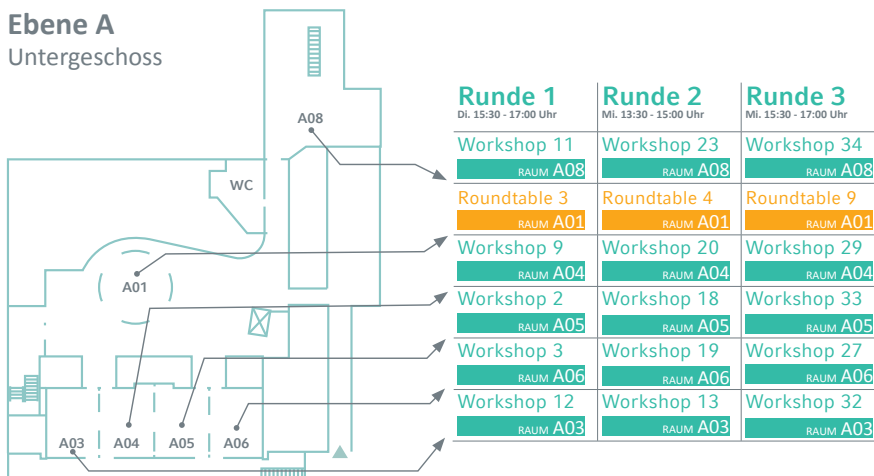 Ebene A
Untergeschoss
A08
WC
A01
A03
A04
A05
A06
Runde 1
Di. 15:30 - 17:00 Uhr
Runde 2
Mi. 13:30 - 15:00 Uhr
Runde 3
Mi. 15:30 - 17:00 Uhr
Workshop 11
RAUM A08
Workshop 23
RAUM A08
Workshop 34
RAUM A08
Roundtable 3
RAUM A01
Roundtable 4
RAUM A01
Roundtable 9
RAUM A01
Workshop 9
RAUM A04
Workshop 20
RAUM A04
Workshop 29
RAUM A04
Workshop 2
RAUM A05
Workshop 18
RAUM A05
Workshop 33
RAUM A05
Workshop 3
RAUM A06
Workshop 19
RAUM A06
Workshop 27
RAUM A06
Workshop 12
RAUM A03
Workshop 13
RAUM A03
Workshop 32
RAUM A03